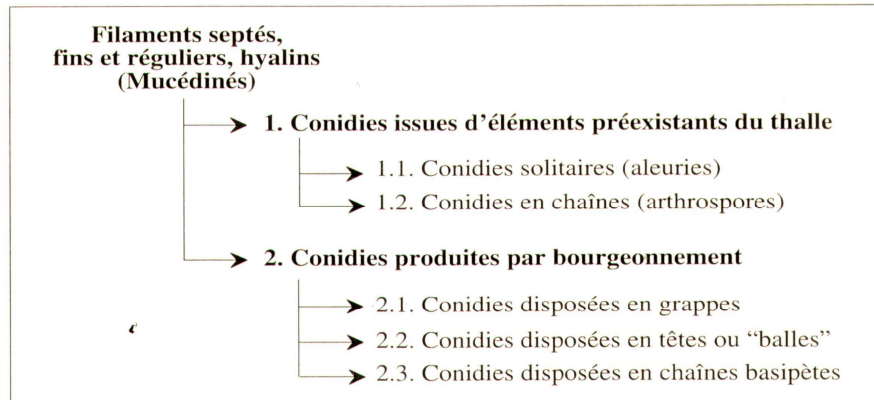 Filaments septés,
fins et réguliers, hyalins
(Mucédinés)
1. Conidies issues d’éléments préexistants du thalle
1.1. Conidies solitaires (aleuries)
1.2. Conidies en chaînes (arthrospores)
2. Conidies produites par bourgeonnement
2.1. Conidies disposées en grappes
2.2. Conidies disposées en têtes ou “balles”
2.3. Conidies disposées en chaînes basipètes